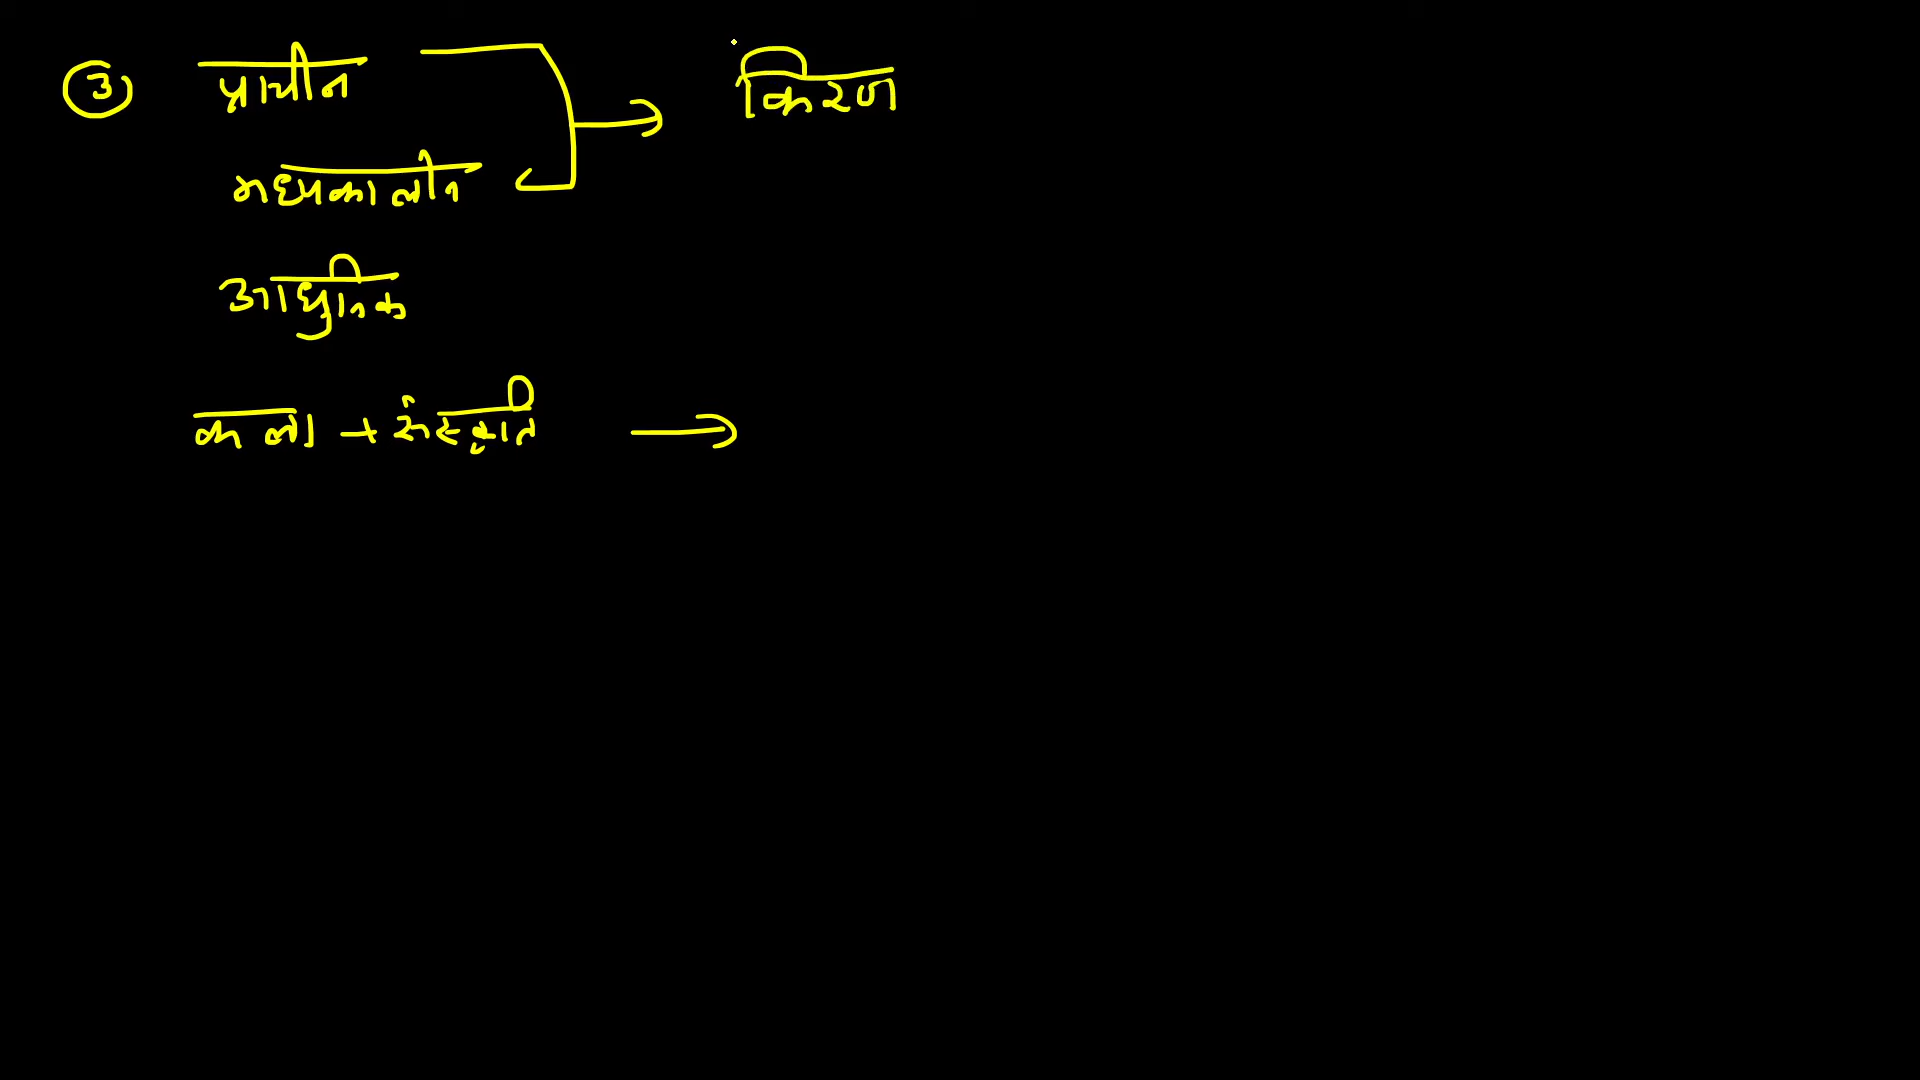 ③ प्राचीन → किरण
मध्यकालीन
आधुनिक
कला + संस्कृति →